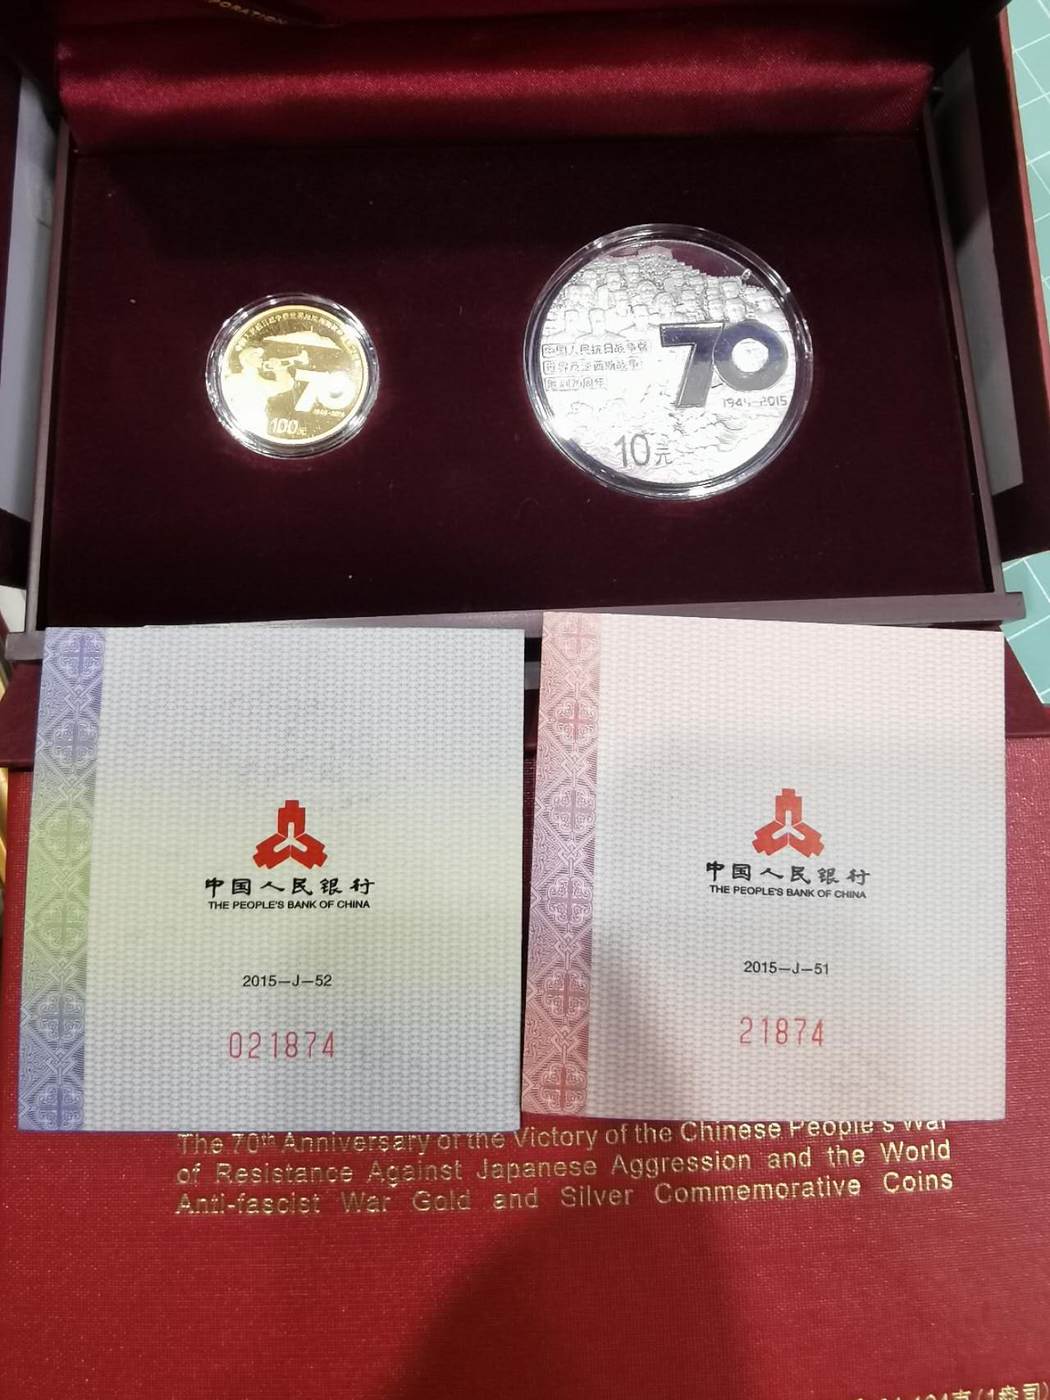 ORATION
70
1945-2015
100元
中国人民抗日战争暨
世界反法西斯战争
胜利70周年
70
1945-2015
10元
中国人民银行
THE PEOPLE'S BANK OF CHINA
2015-J-52
021874
中国人民银行
THE PEOPLE'S BANK OF CHINA
2015-J-51
21874
The 70th Anniversary of the Victory of the Chinese People's War
of Resistance Against Japanese Aggression and the World
Anti-fascist War Gold and Silver Commemorative Coins